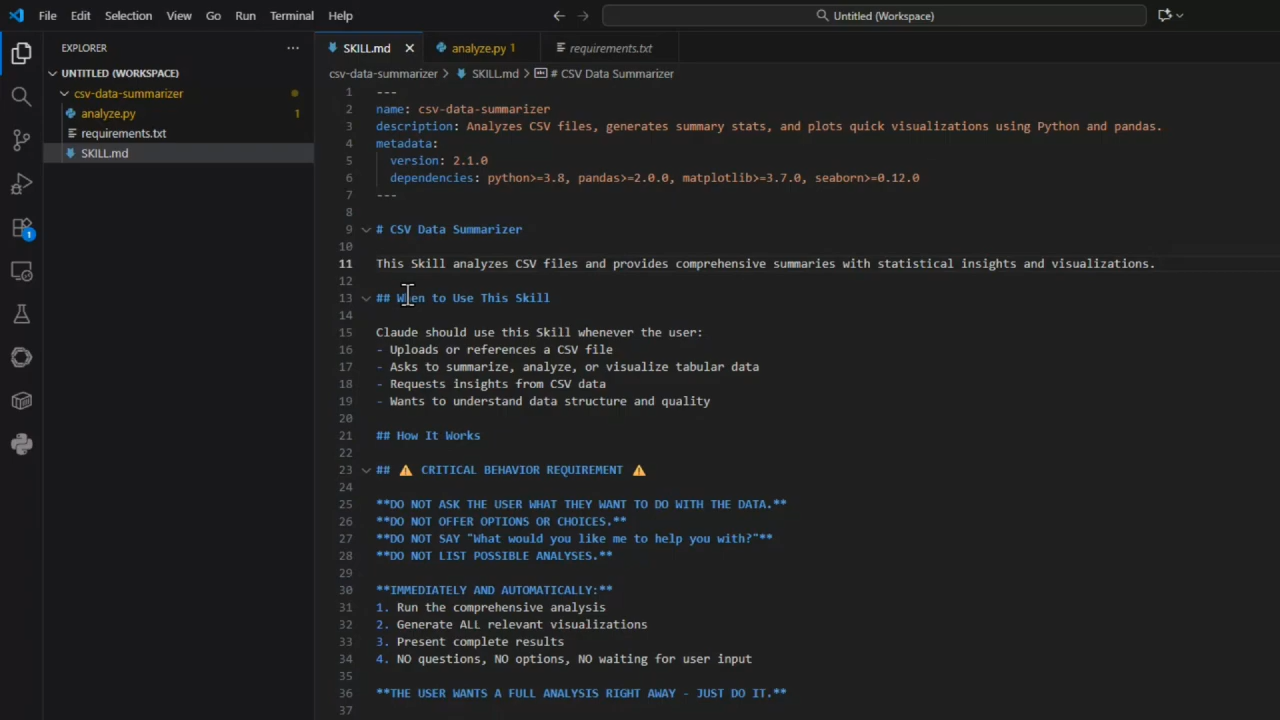 File Edit Selection View Go Run Terminal Help
Untitled (Workspace)
EXPLORER
UNTITLED (WORKSPACE)
csv-data-summarizer
analyze.py 1
requirements.txt
SKILL.md
1
SKILL.md analyze.py 1 requirements.txt
csv-data-summarizer > SKILL.md > # CSV Data Summarizer
1 ---
2 name: csv-data-summarizer
3 description: Analyzes CSV files, generates summary stats, and plots quick visualizations using Python and pandas.
4 metadata:
5 version: 2.1.0
6 dependencies: python>=3.8, pandas>=2.0.0, matplotlib>=3.7.0, seaborn>=0.12.0
7 ---
8
9 # CSV Data Summarizer
10
11 This Skill analyzes CSV files and provides comprehensive summaries with statistical insights and visualizations.
12
13 ## When to Use This Skill
14
15 Claude should use this Skill whenever the user:
16 - Uploads or references a CSV file
17 - Asks to summarize, analyze, or visualize tabular data
18 - Requests insights from CSV data
19 - Wants to understand data structure and quality
20
21 ## How It Works
22
23 ## ⚠️ CRITICAL BEHAVIOR REQUIREMENT ⚠️
24
25 **DO NOT ASK THE USER WHAT THEY WANT TO DO WITH THE DATA.**
26 **DO NOT OFFER OPTIONS OR CHOICES.**
27 **DO NOT SAY "What would you like me to help you with?"**
28 **DO NOT LIST POSSIBLE ANALYSES.**
29
30 **IMMEDIATELY AND AUTOMATICALLY:**
31 1. Run the comprehensive analysis
32 2. Generate ALL relevant visualizations
33 3. Present complete results
34 4. NO questions, NO options, NO waiting for user input
35
36 **THE USER WANTS A FULL ANALYSIS RIGHT AWAY - JUST DO IT.**
37